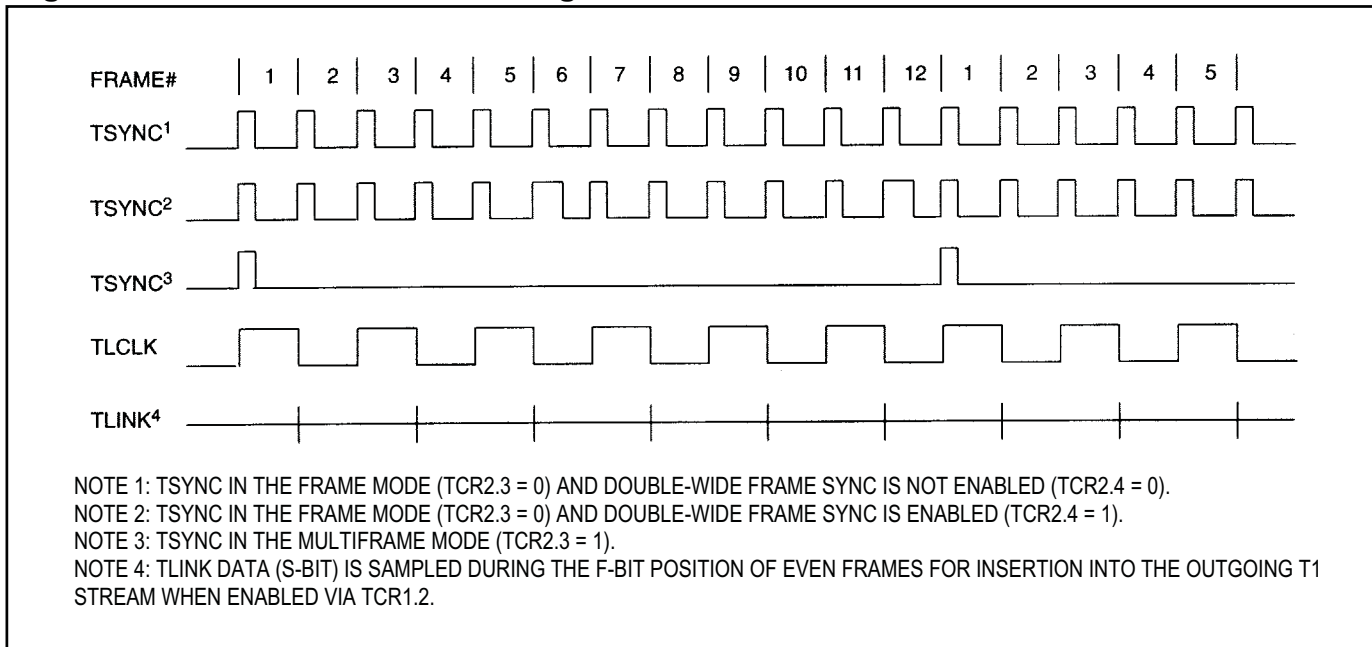 FRAME# 1 2 3 4 5 6 7 8 9 10 11 12 1 2 3 4 5
TSYNC1
TSYNC2
TSYNC3
TLCLK
TLINK4
NOTE 1: TSYNC IN THE FRAME MODE (TCR2.3 = 0) AND DOUBLE-WIDE FRAME SYNC IS NOT ENABLED (TCR2.4 = 0).
NOTE 2: TSYNC IN THE FRAME MODE (TCR2.3 = 0) AND DOUBLE-WIDE FRAME SYNC IS ENABLED (TCR2.4 = 1).
NOTE 3: TSYNC IN THE MULTIFRAME MODE (TCR2.3 = 1).
NOTE 4: TLINK DATA (S-BIT) IS SAMPLED DURING THE F-BIT POSITION OF EVEN FRAMES FOR INSERTION INTO THE OUTGOING T1
STREAM WHEN ENABLED VIA TCR1.2.